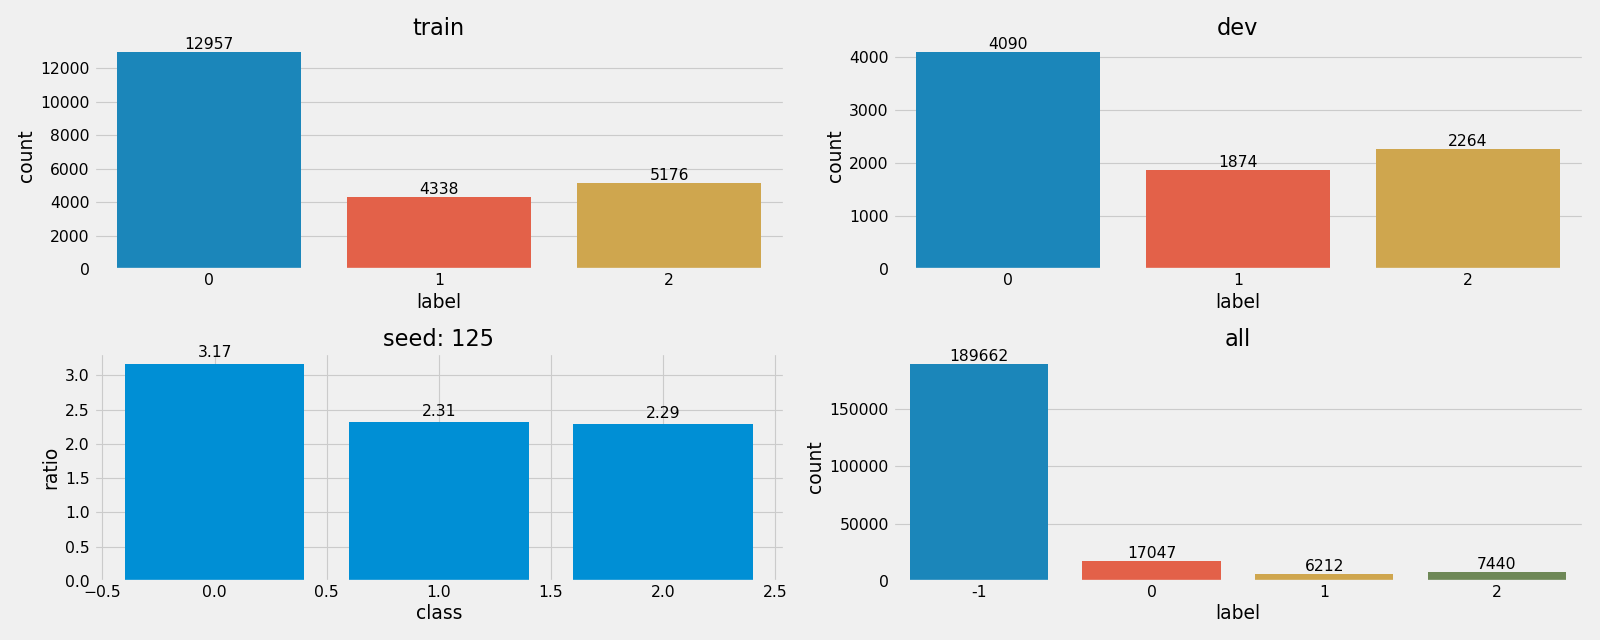 train
12957
12000
10000
8000
6000
4000
2000
0
count
4338
5176
0 1 2
label
dev
4090
4000
3000
2000
1000
0
count
1874
2264
0 1 2
label
seed: 125
3.17
3.0
2.5
2.0
1.5
1.0
0.5
0.0
ratio
2.31
2.29
−0.5 0.0 0.5 1.0 1.5 2.0 2.5
class
all
189662
150000
100000
50000
0
count
17047
6212
7440
-1 0 1 2
label